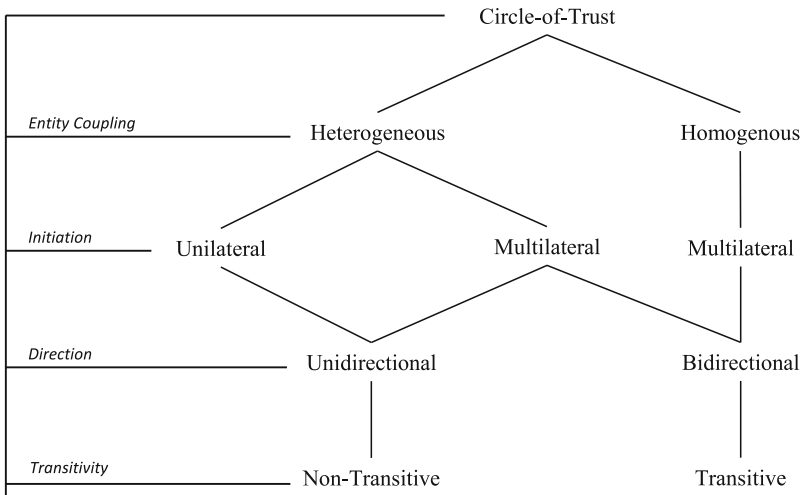 Circle-of-Trust
Entity Coupling
Heterogeneous
Homogenous
Initiation
Unilateral
Multilateral
Multilateral
Direction
Unidirectional
Bidirectional
Transitivity
Non-Transitive
Transitive